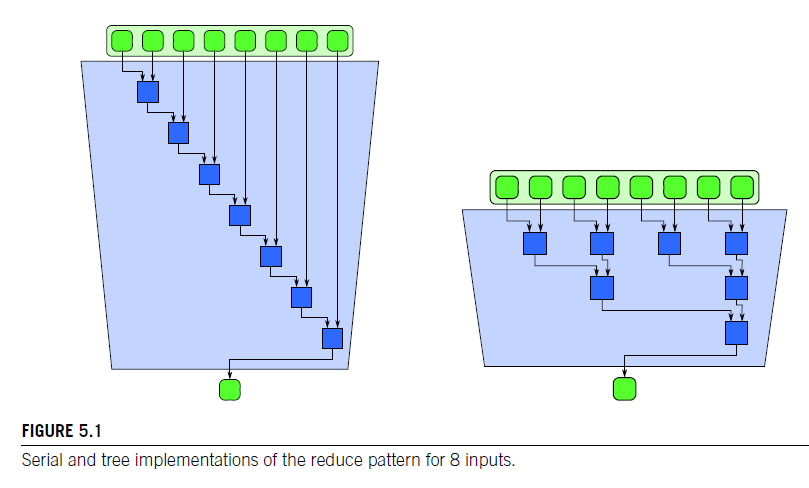 FIGURE 5.1
Serial and tree implementations of the reduce pattern for 8 inputs.